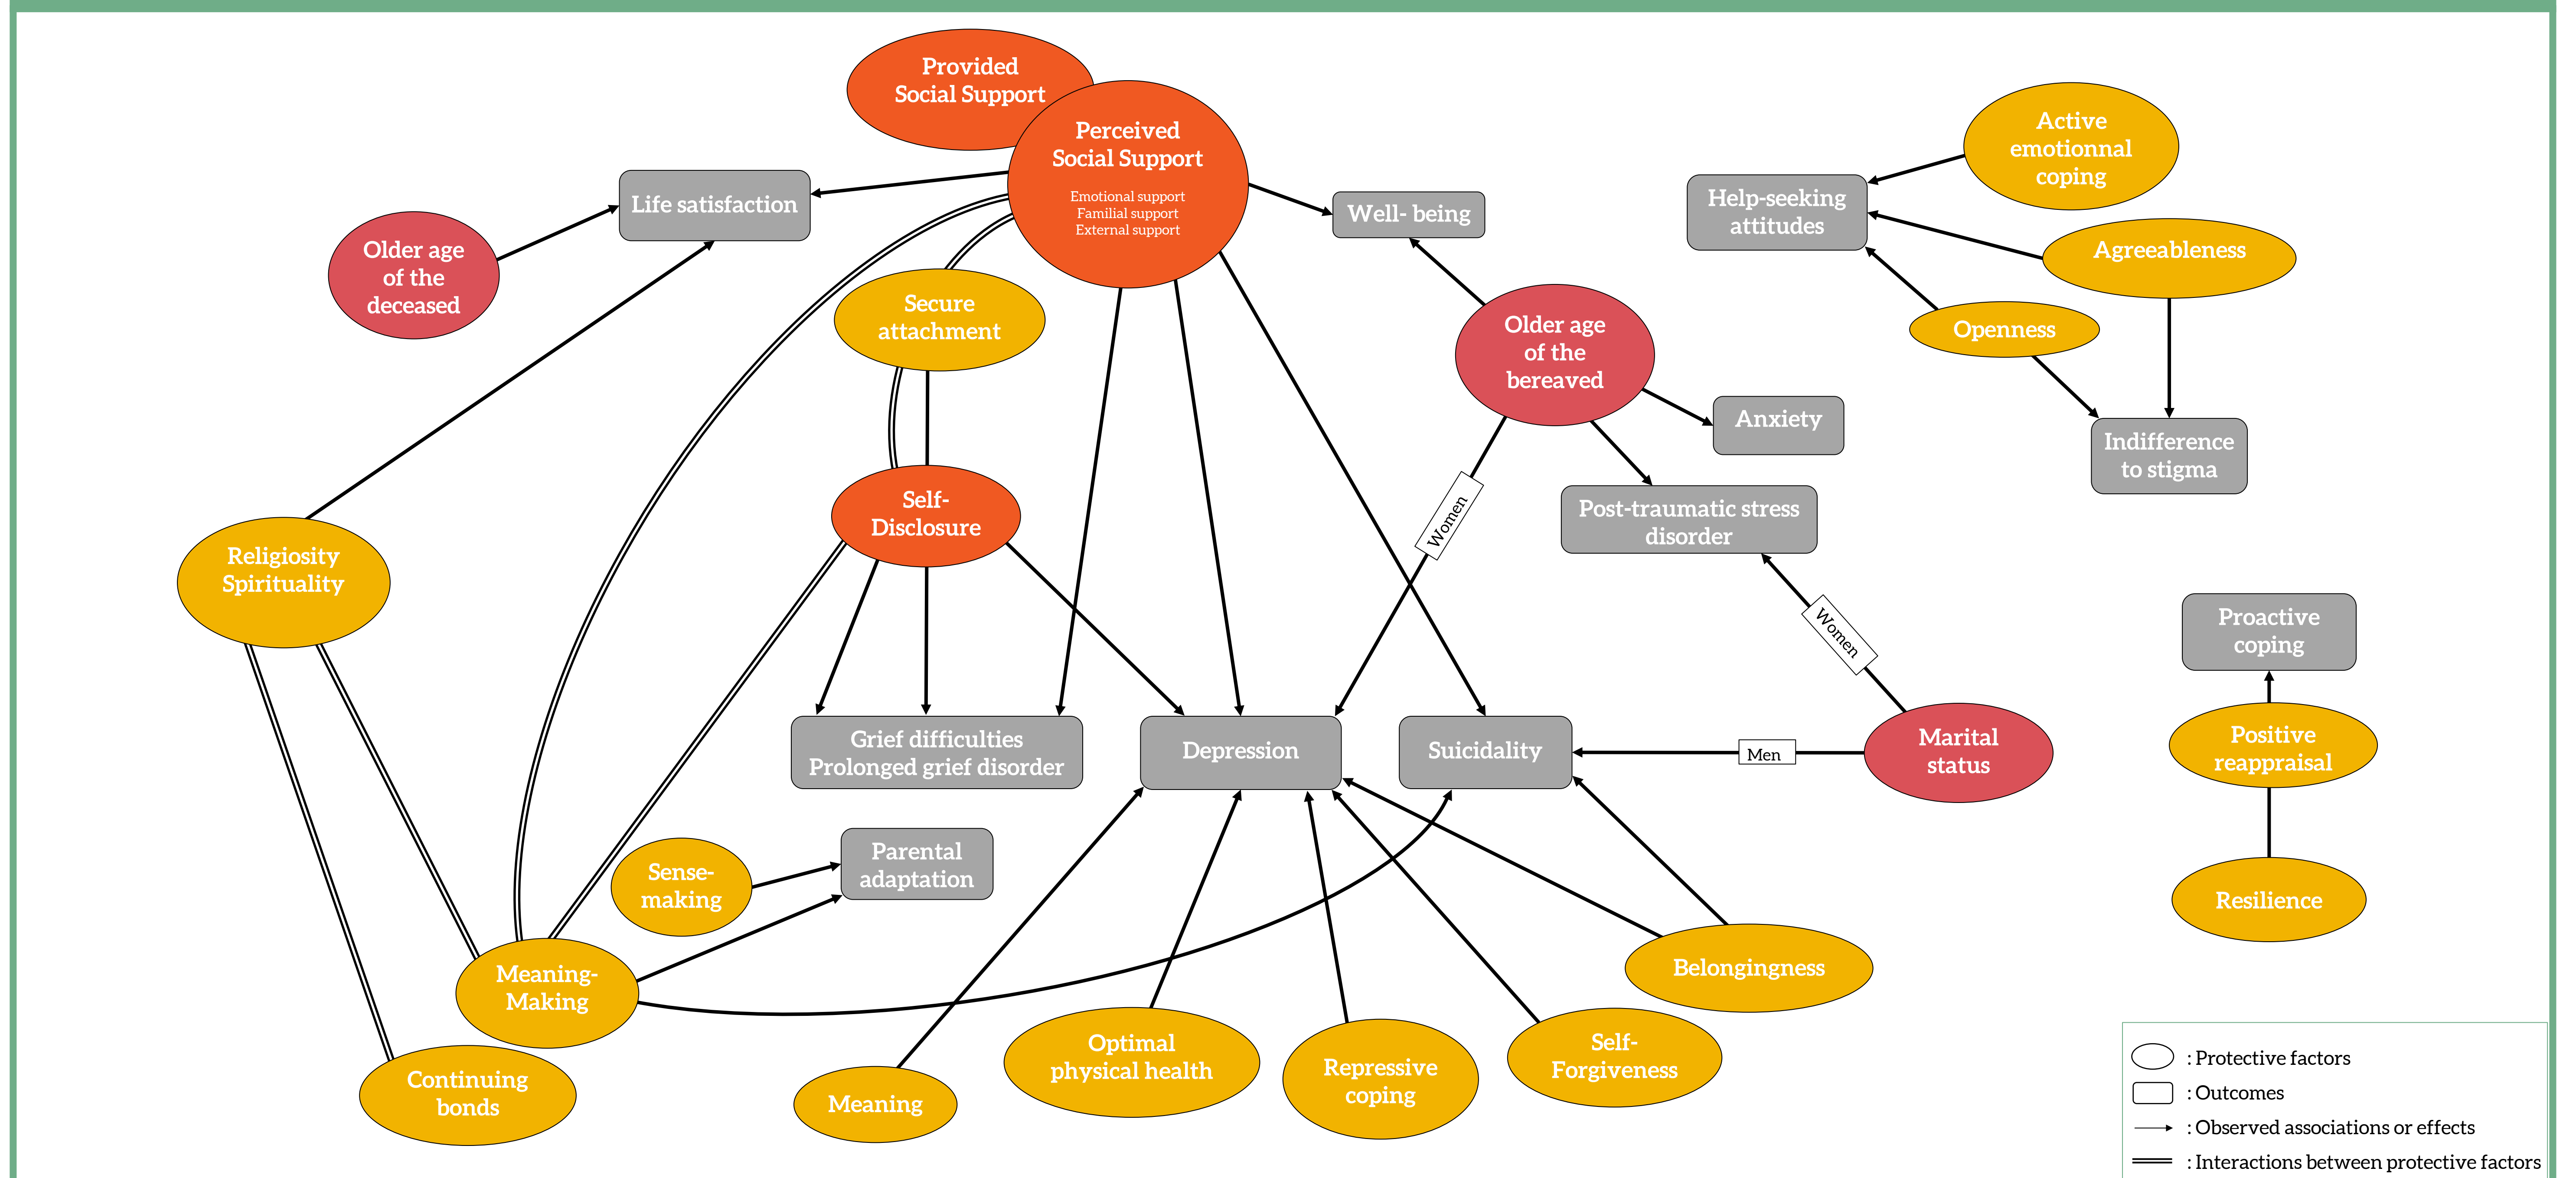 Provided
Social Support
Perceived
Social Support
Emotional support
Familial support
External support
Active
emotionnal
coping
Life satisfaction
Well- being
Help-seeking
attitudes
Older age
of the
deceased
Agreeableness
Secure
attachment
Openness
Older age
of the
bereaved
Anxiety
Indifference
to stigma
Self-
Disclosure
Women
Post-traumatic stress
disorder
Religiosity
Spirituality
Women
Proactive
coping
Grief difficulties
Prolonged grief disorder
Depression
Suicidality
Men
Marital
status
Positive
reappraisal
Sense-
making
Parental
adaptation
Resilience
Meaning-
Making
Belongingness
Continuing
bonds
Meaning
Optimal
physical health
Repressive
coping
Self-
Forgiveness
: Protective factors
: Outcomes
: Observed associations or effects
: Interactions between protective factors